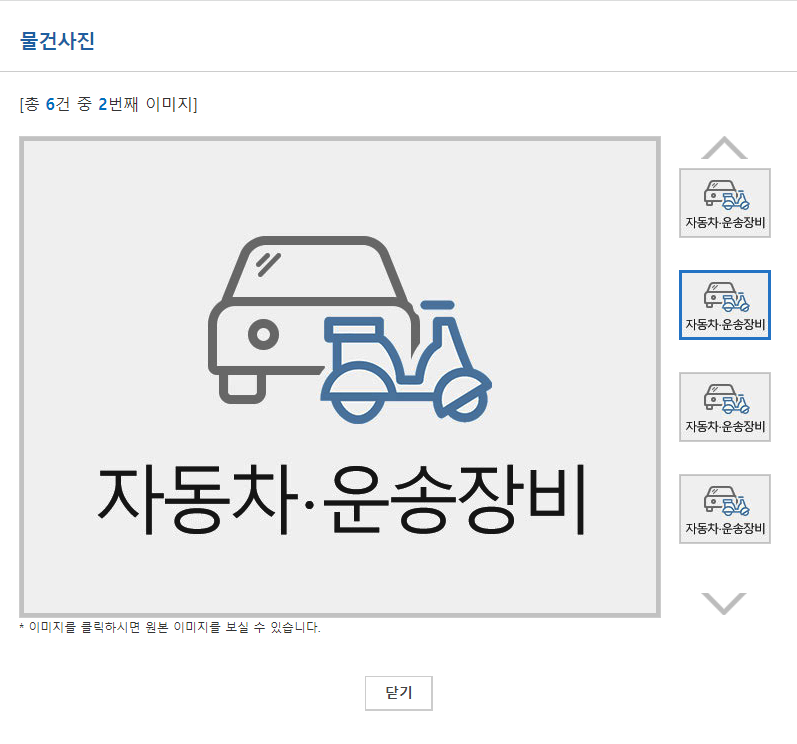 물건사진
[총 6건 중 2번째 이미지]
자동차·운송장비
자동차·운송장비
자동차·운송장비
자동차·운송장비
자동차·운송장비
* 이미지를 클릭하시면 원본 이미지를 보실 수 있습니다.
닫기